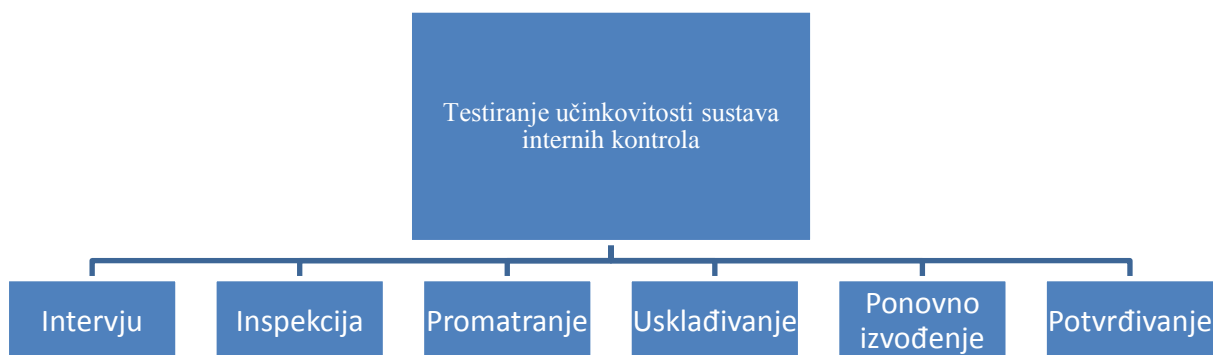 Testiranje učinkovitosti sustava
internih kontrola
Intervju
Inspekcija
Promatranje
Usklađivanje
Ponovno
izvođenje
Potvrđivanje